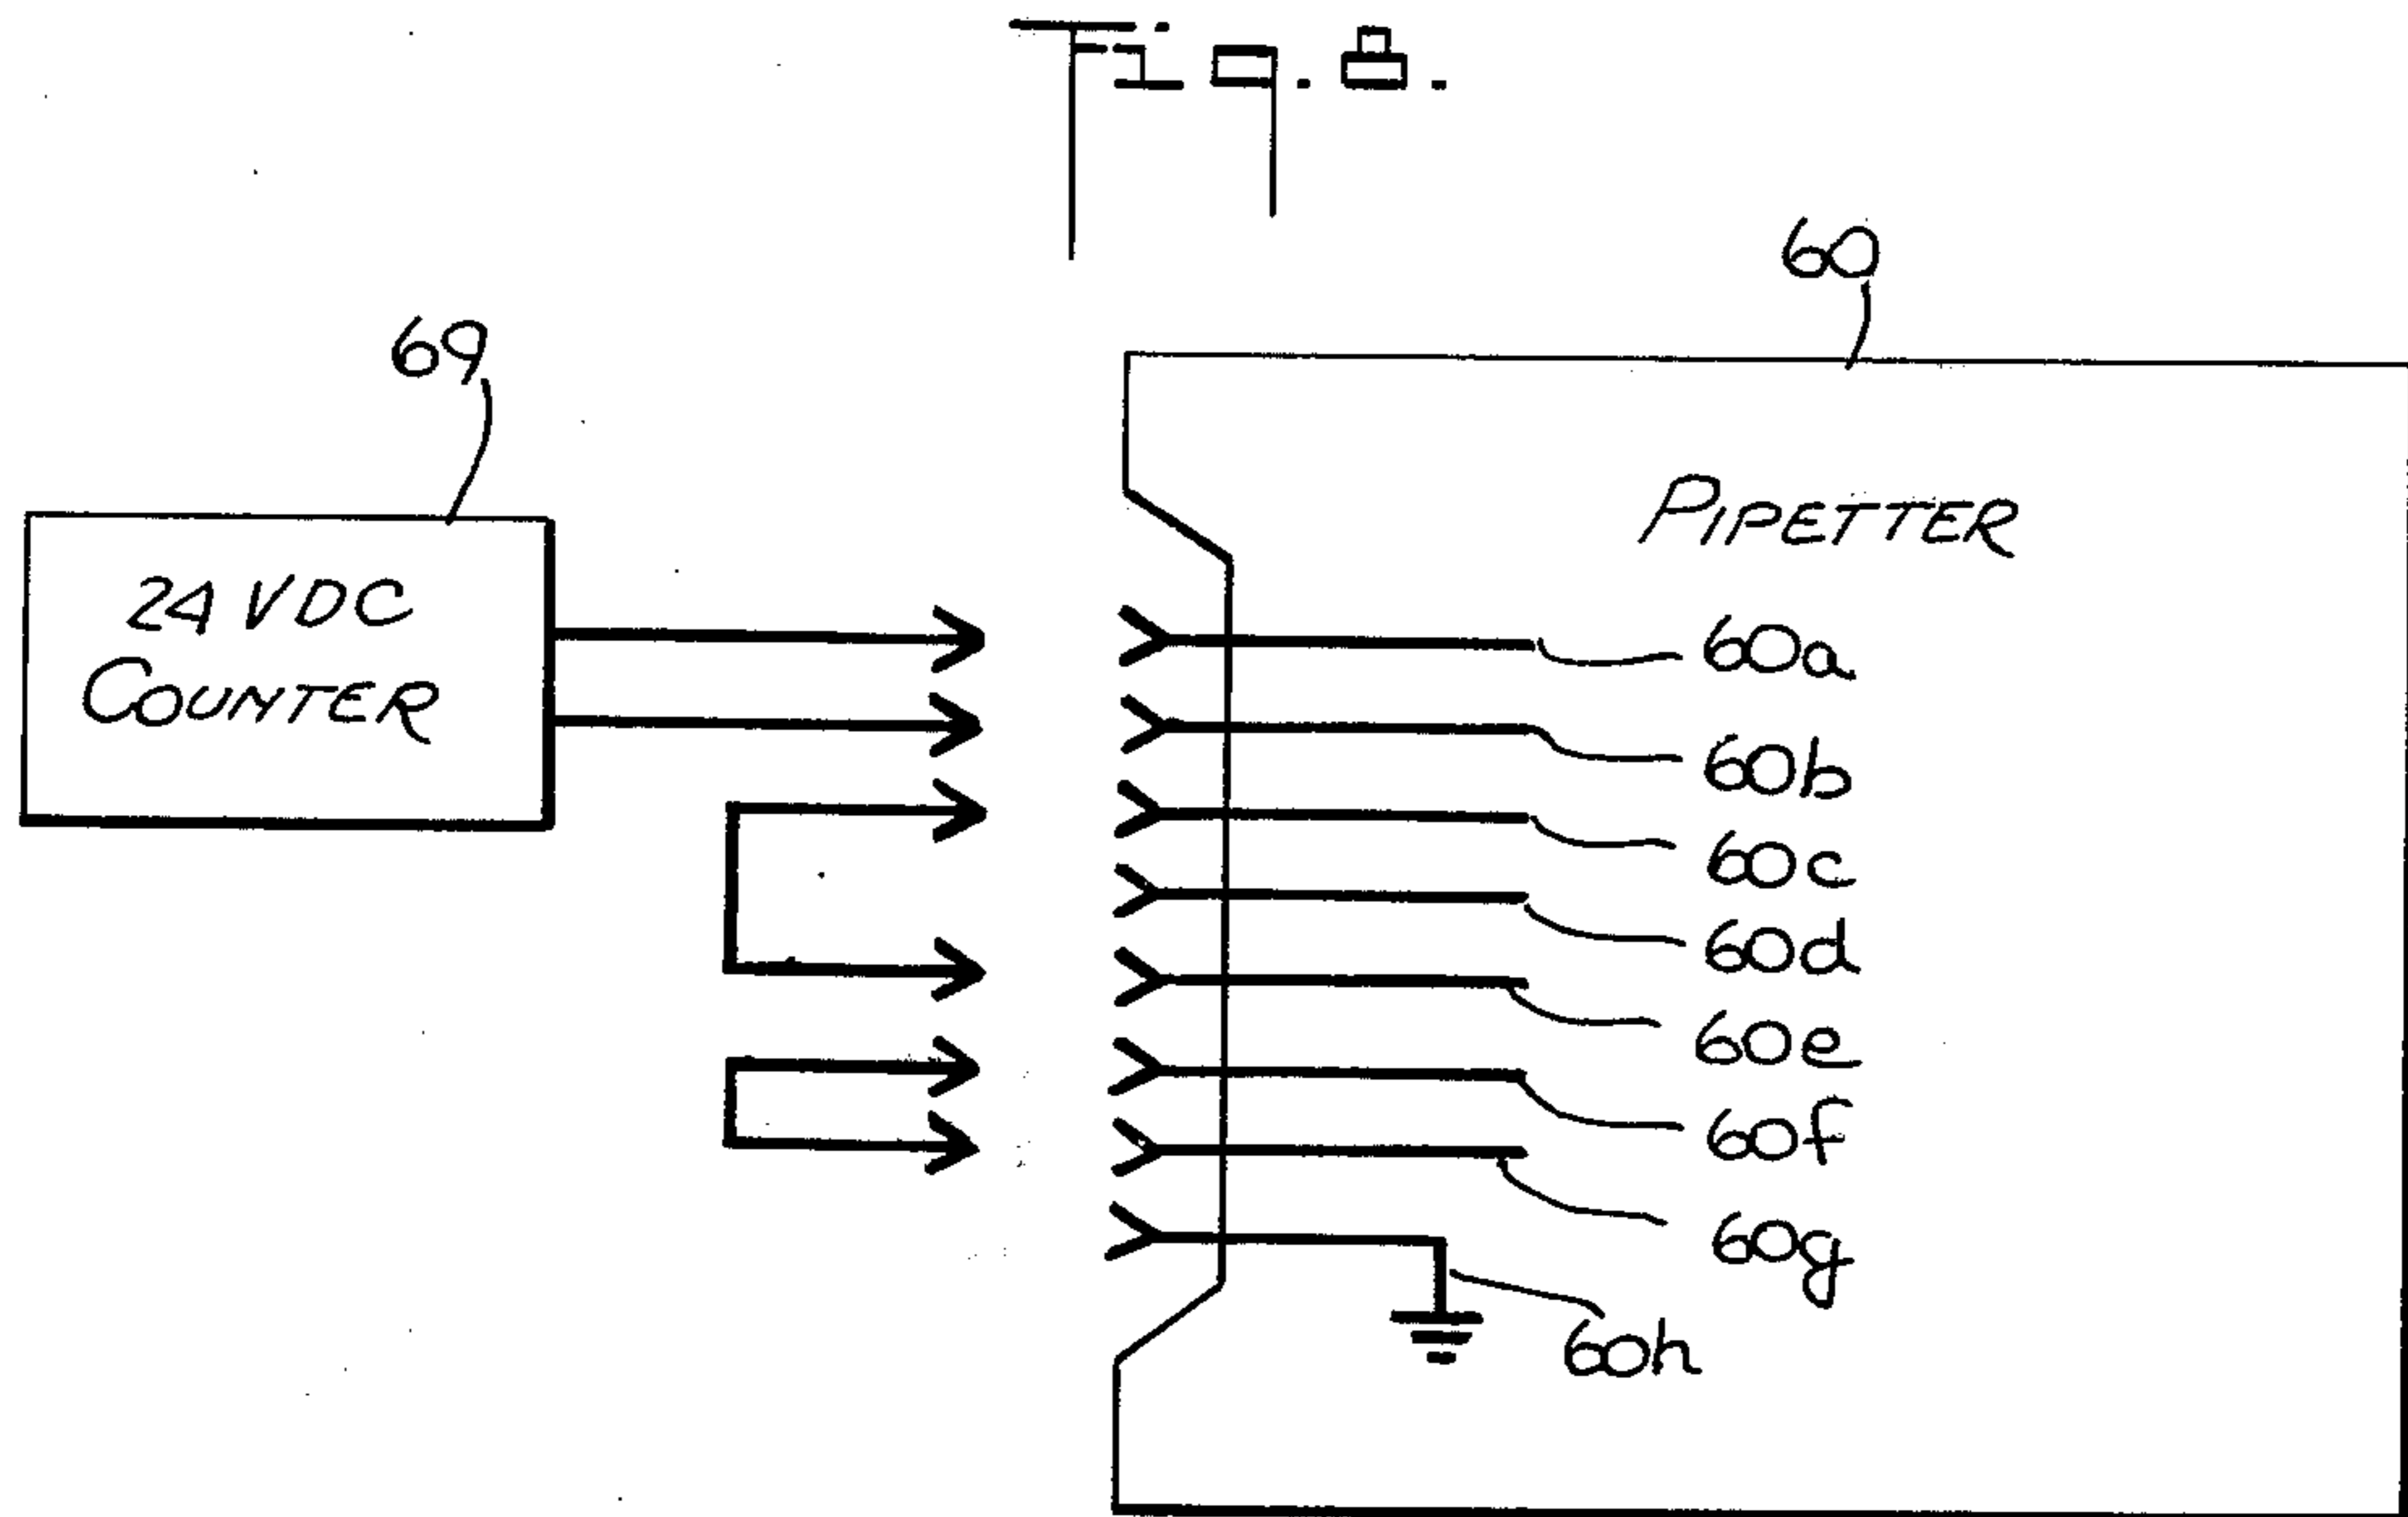 Fig. 8.
60
69
PIPETTER
24 VDC
COUNTER
60a
60b
60c
60d
60e
60f
60g
60h